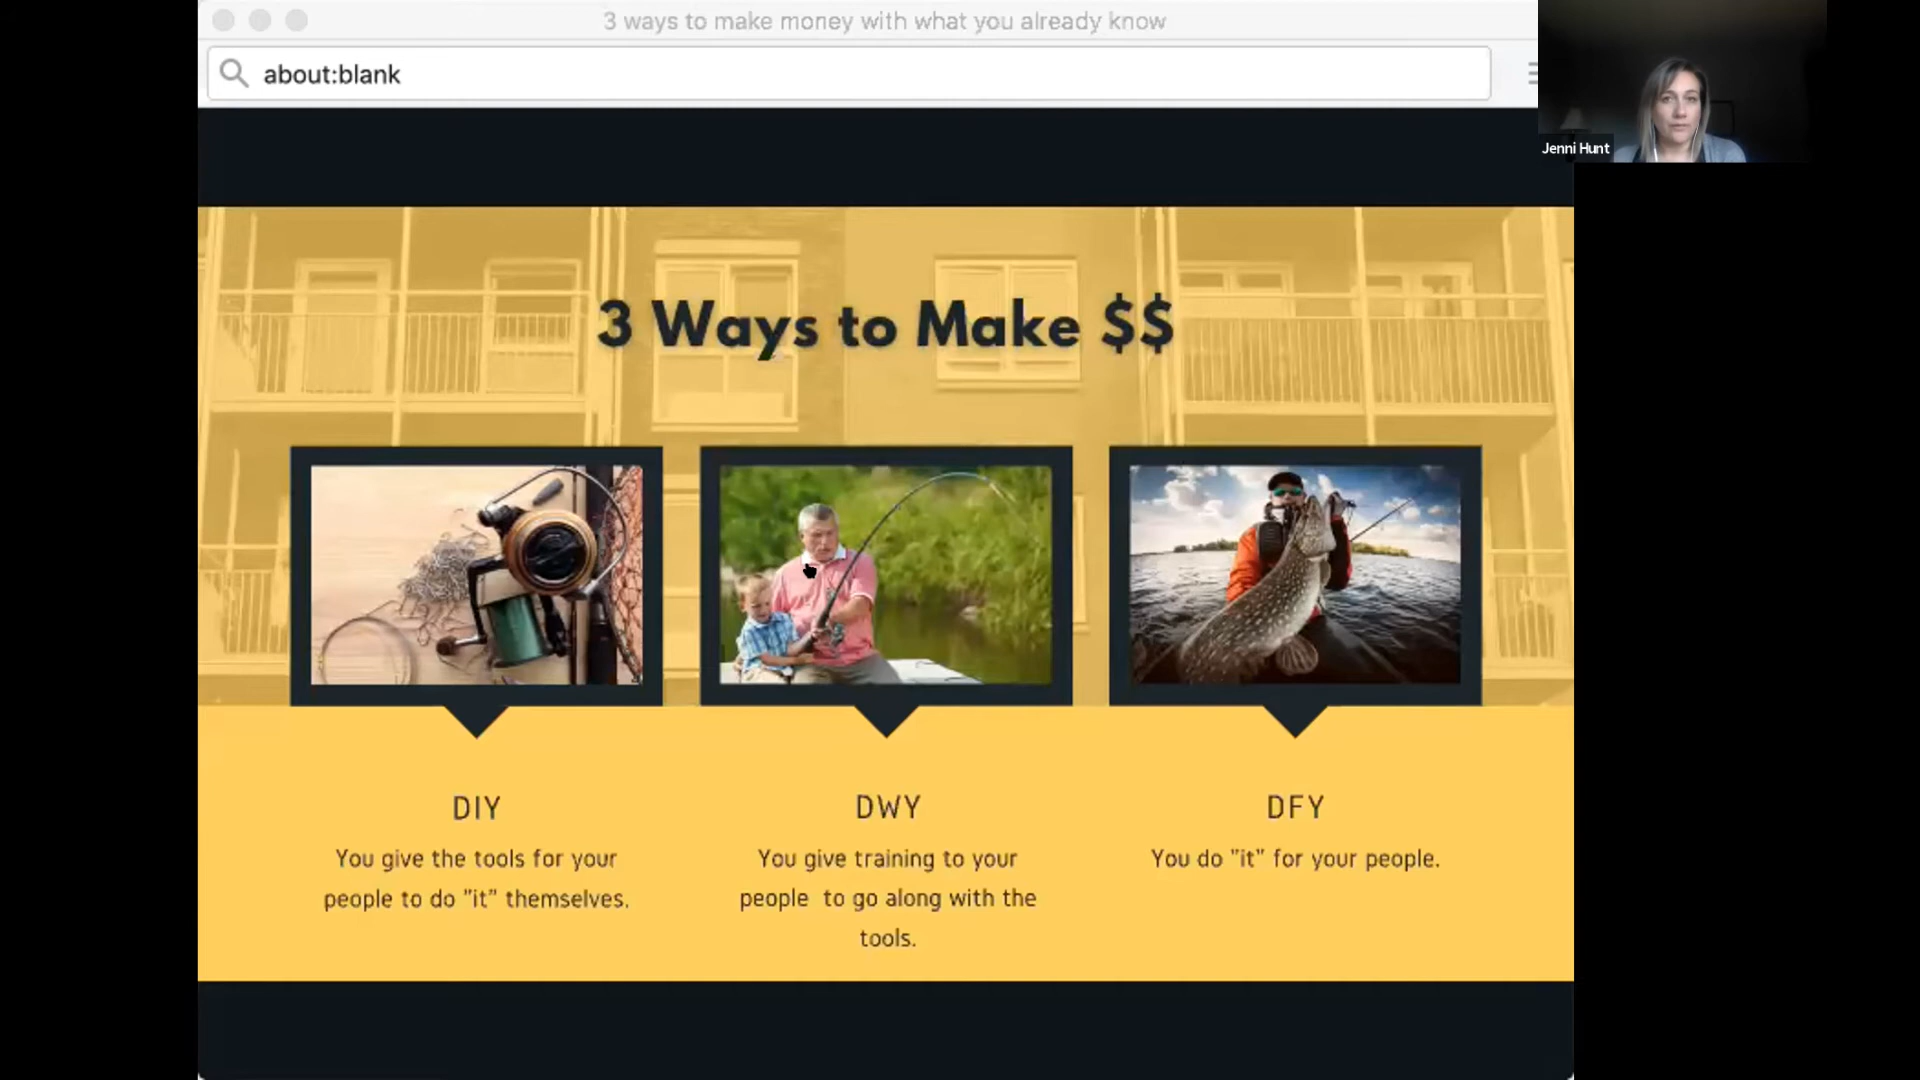 3 ways to make money with what you already know
about:blank
Jenni Hunt
3 Ways to Make $$
DIY
You give the tools for your
people to do "it" themselves.
DWY
You give training to your
people to go along with the
tools.
DFY
You do "it" for your people.